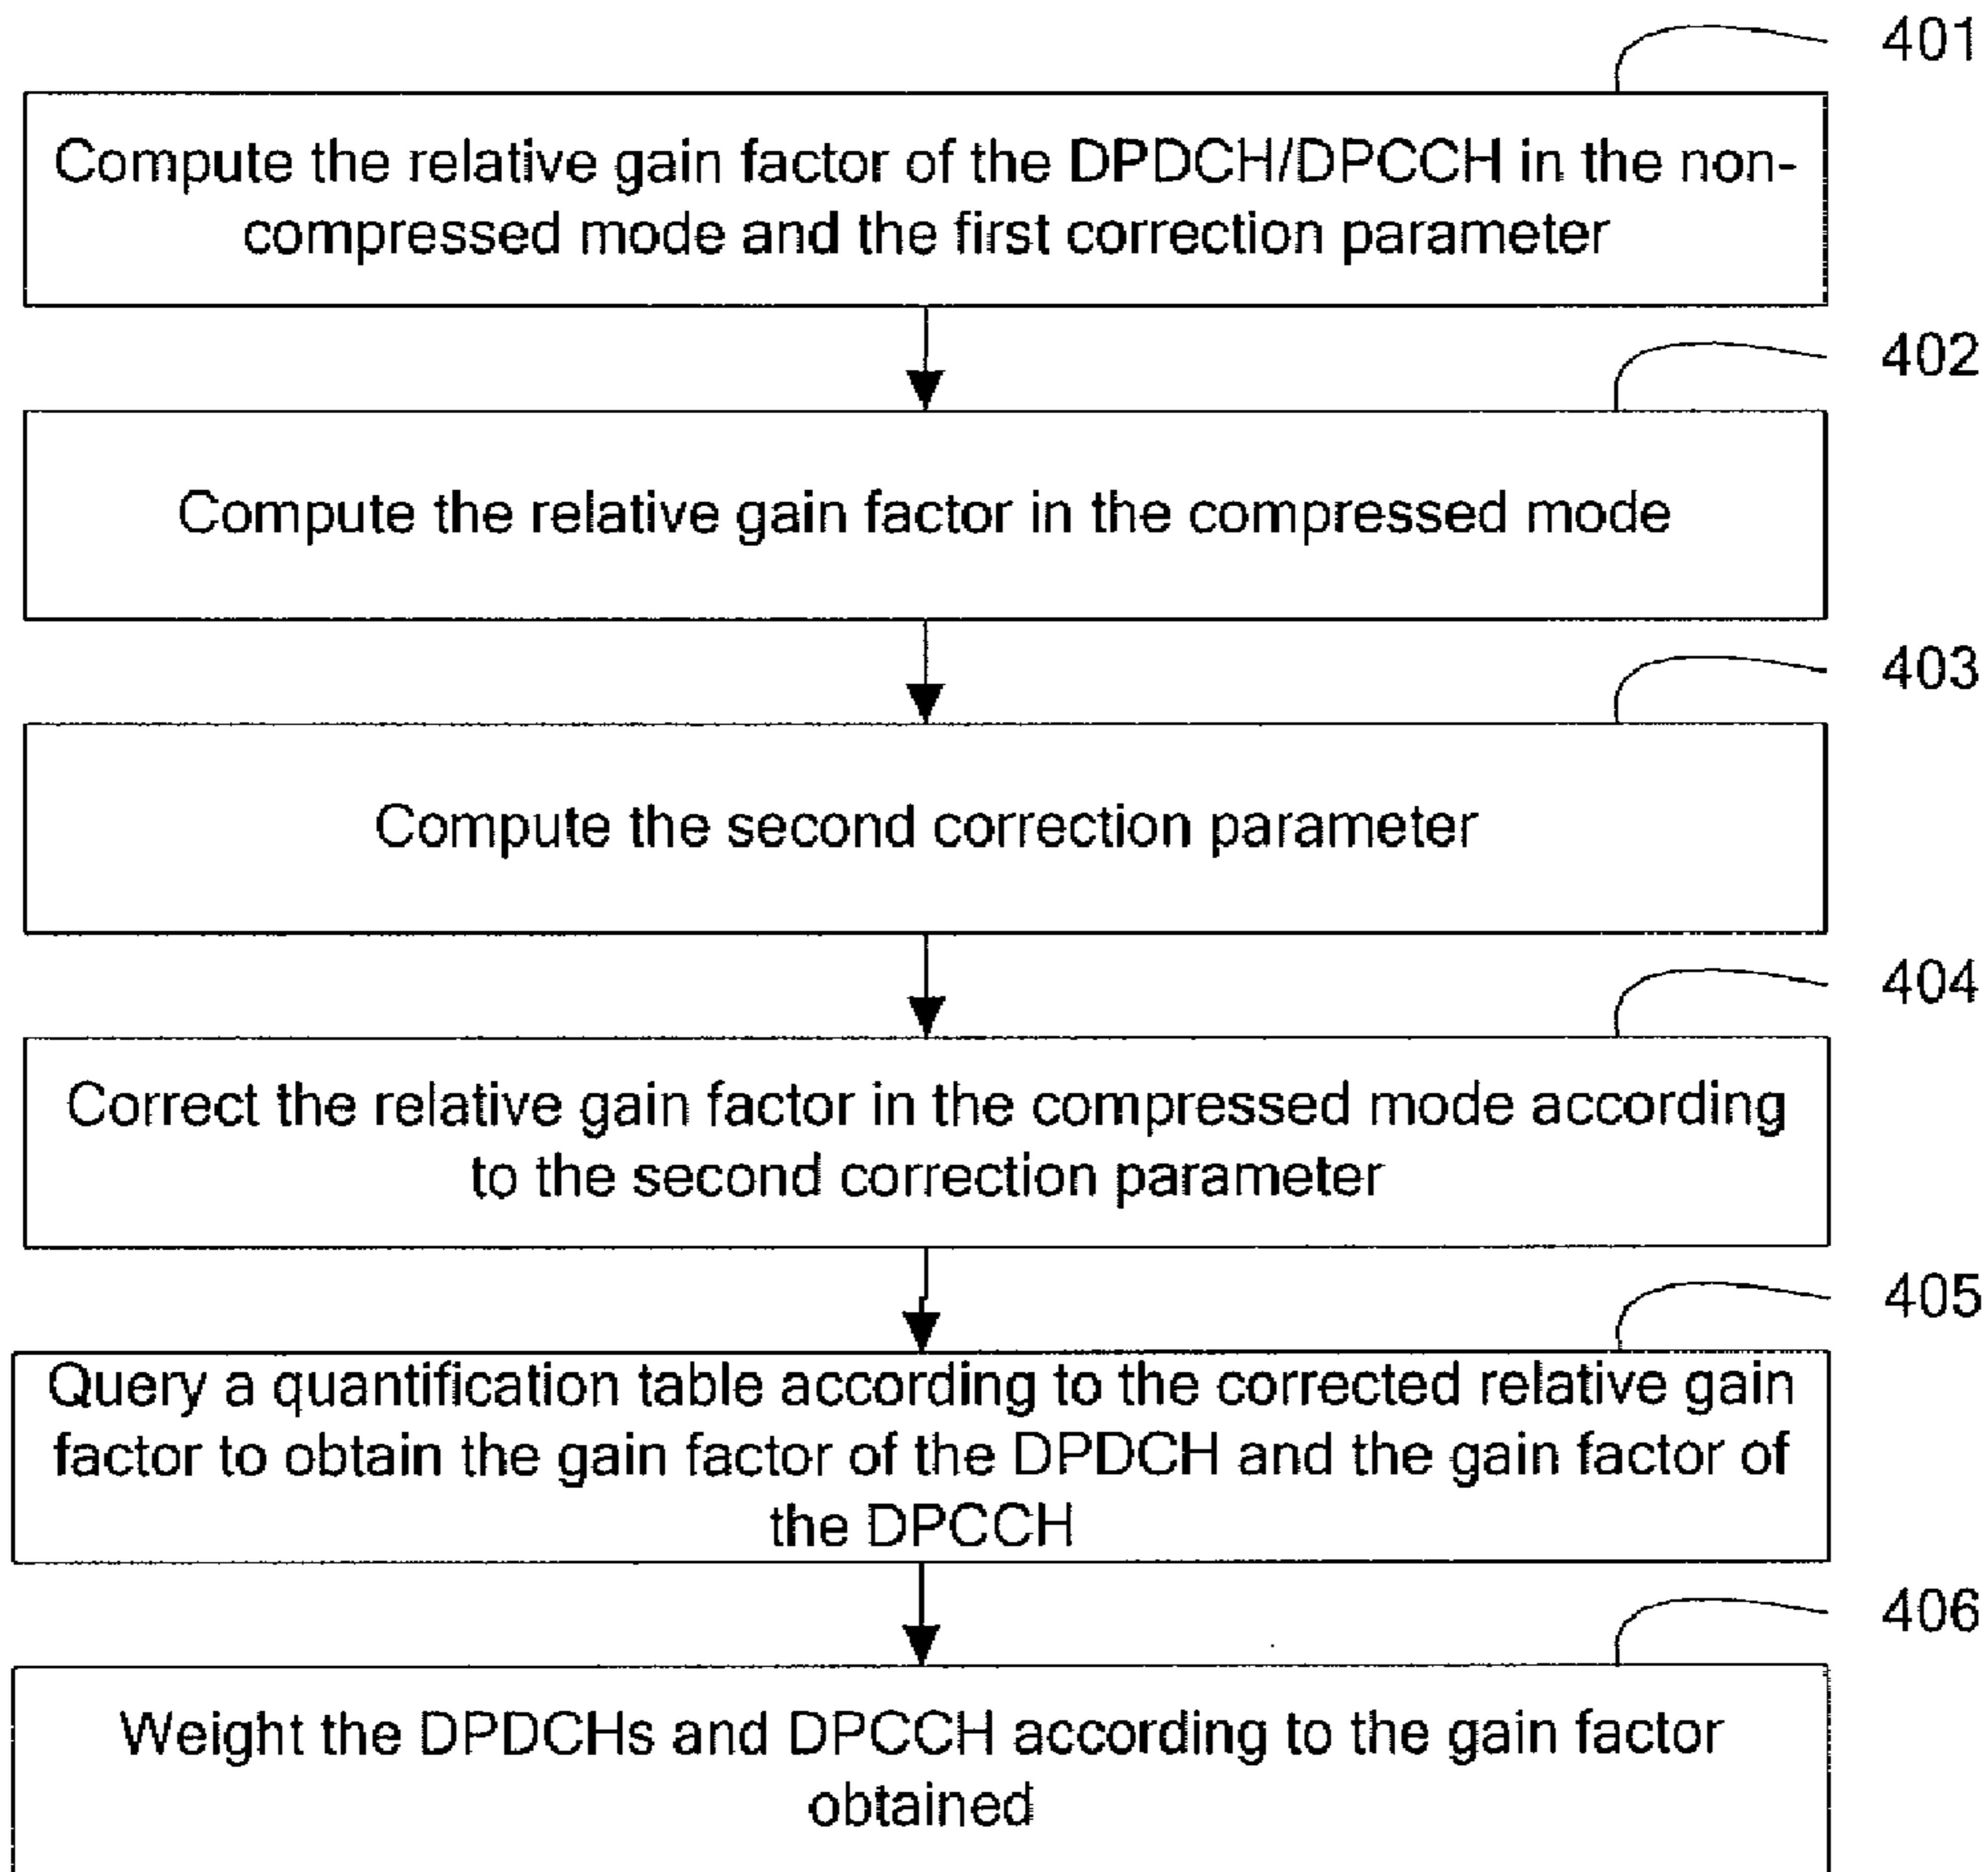 401
Compute the relative gain factor of the DPDCH/DPCCH in the non-
compressed mode and the first correction parameter
402
Compute the relative gain factor in the compressed mode
403
Compute the second correction parameter
404
Correct the relative gain factor in the compressed mode according
to the second correction parameter
405
Query a quantification table according to the corrected relative gain
factor to obtain the gain factor of the DPDCH and the gain factor of
the DPCCH
406
Weight the DPDCHs and DPCCH according to the gain factor
obtained